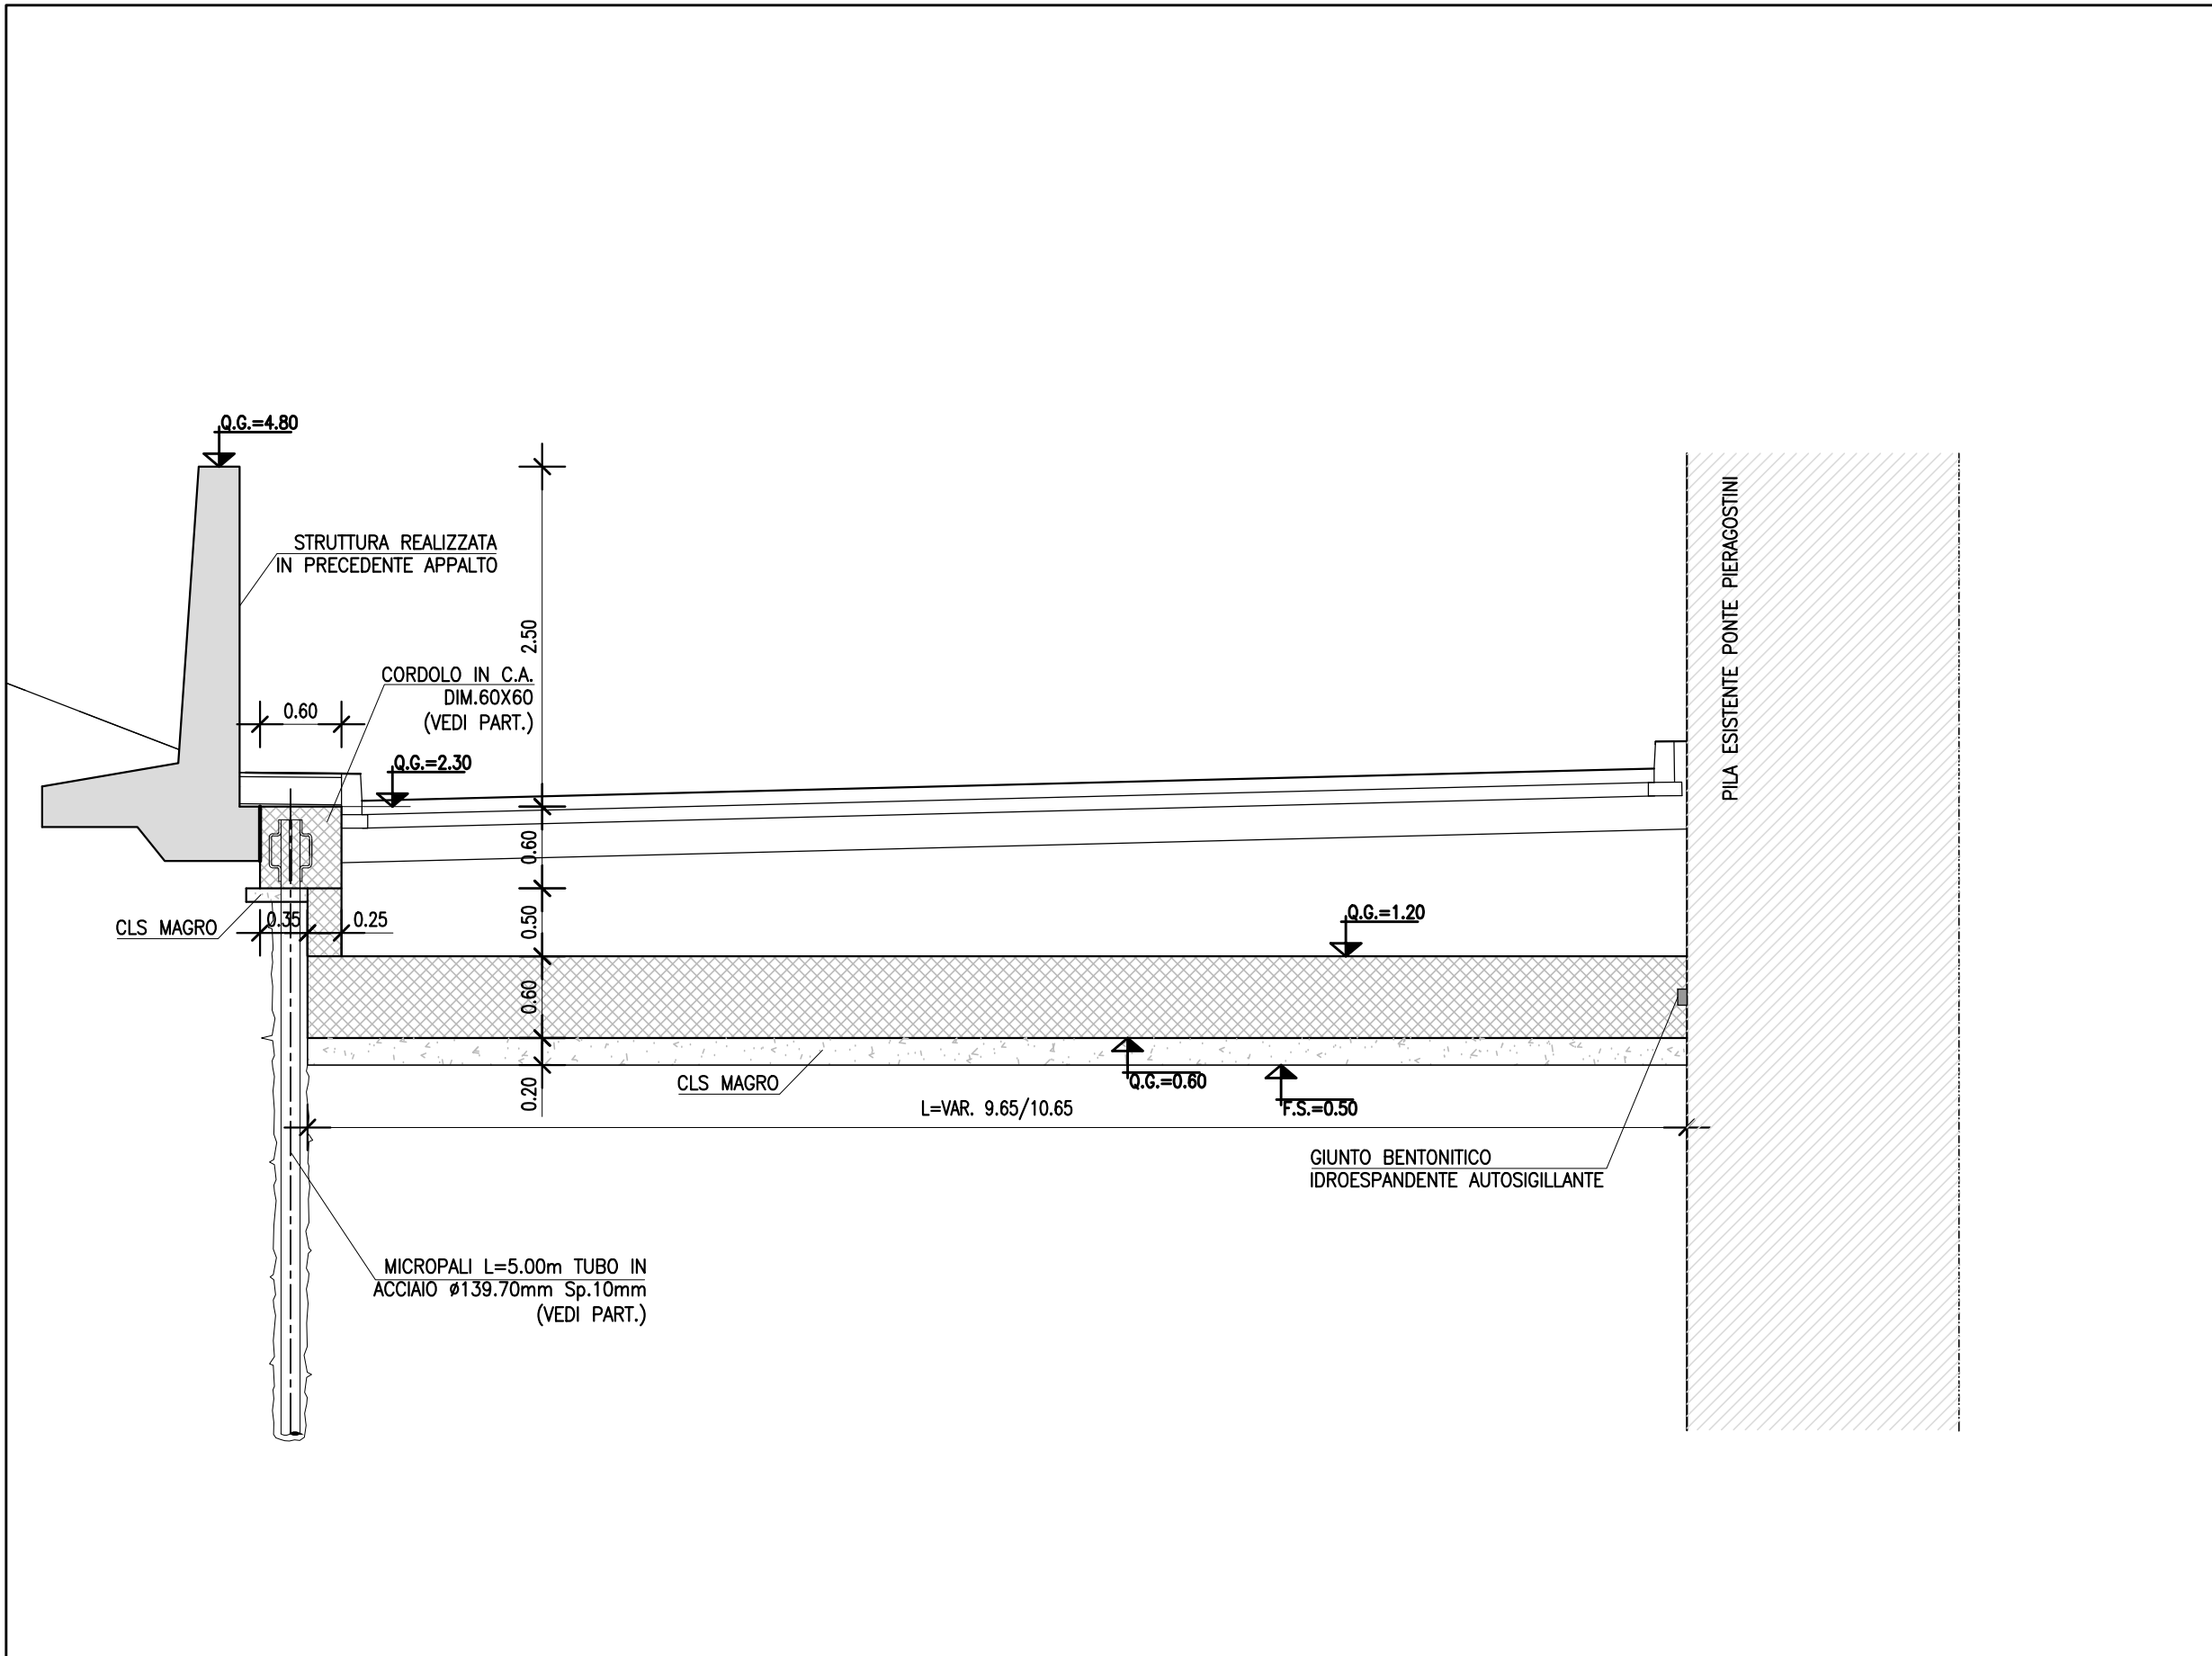 Q.G.=4.80
STRUTTURA REALIZZATA
IN PRECEDENTE APPALTO
PILA ESISTENTE PONTE PIERAGOSTINI
2.50
CORDOLO IN C.A.
DIM.60X60
(VEDI PART.)
0.60
Q.G.=2.30
0.60
CLS MAGRO
0.35
0.25
0.50
Q.G.=1.20
0.60
CLS MAGRO
0.20
Q.G.=0.60
F.S.=0.50
L=VAR. 9.65/10.65
GIUNTO BENTONITICO
IDROESPANDENTE AUTOSIGILLANTE
MICROPALI L=5.00m TUBO IN
ACCIAIO ø139.70mm Sp.10mm
(VEDI PART.)